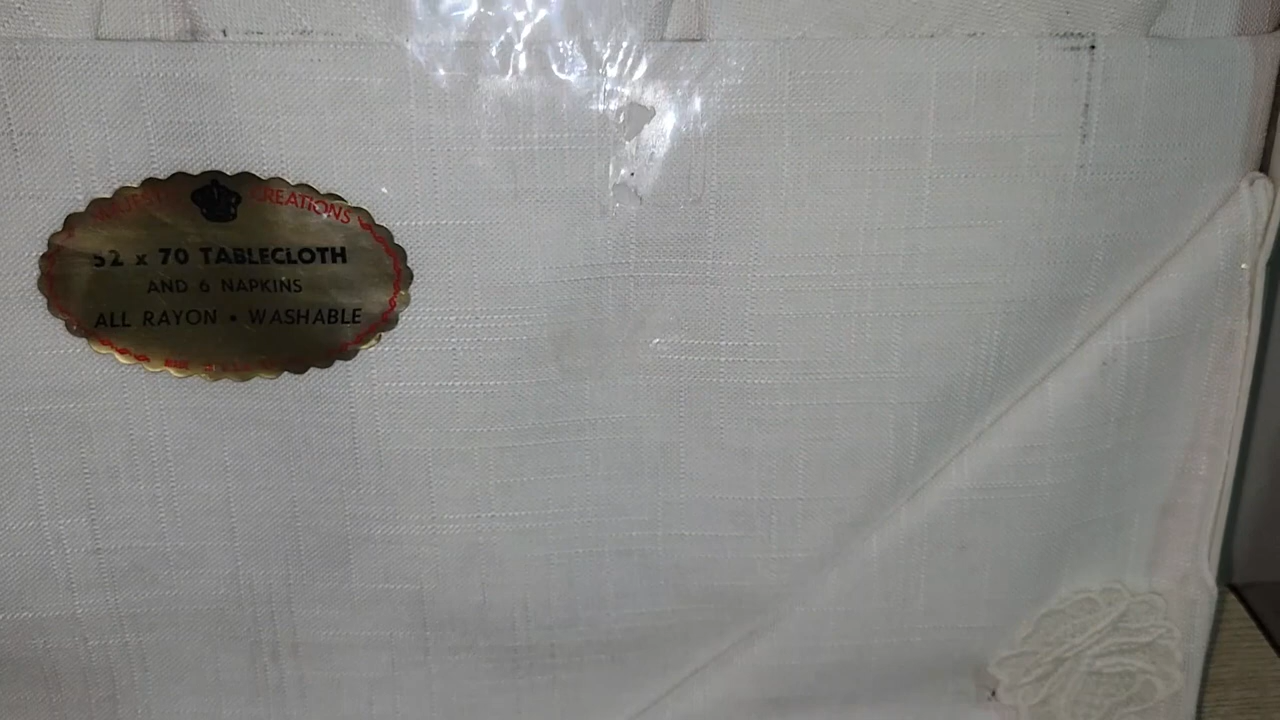 CREATIONS
52 x 70 TABLECLOTH
AND 6 NAPKINS
ALL RAYON • WASHABLE